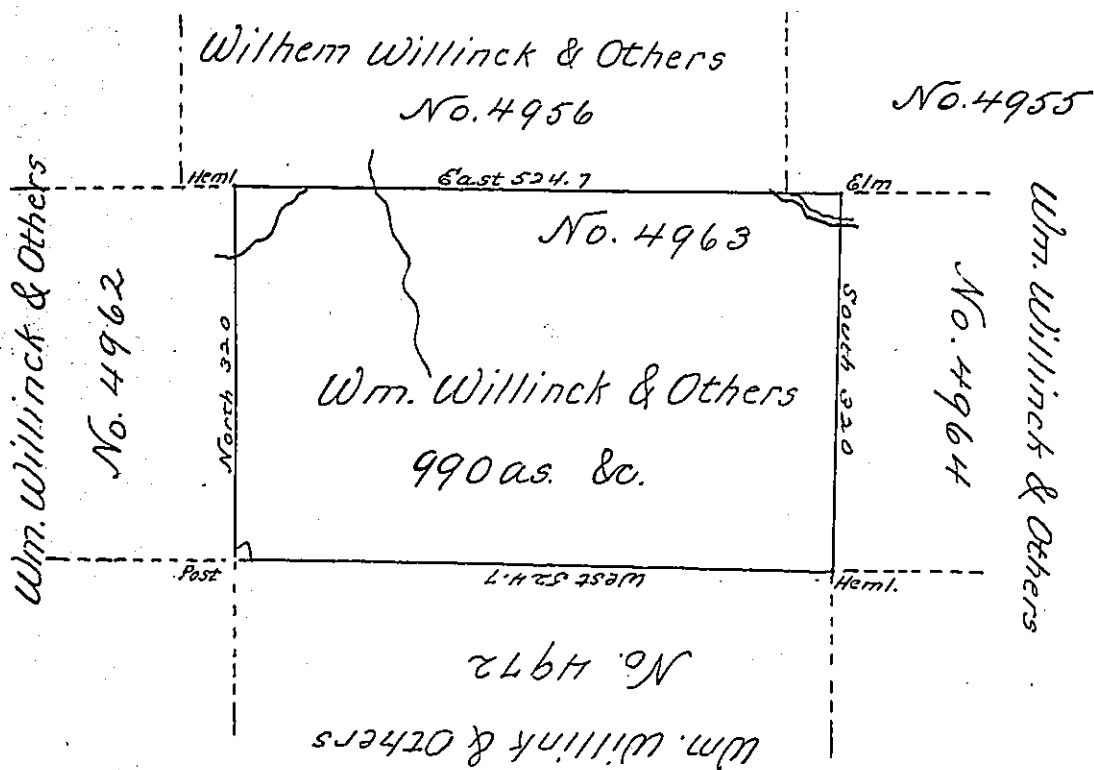 Wilhem Willinck & Others
No. 4956
No. 4955
Heml.
East 524.7
Elm
No. 4963
Wm. Willinck & Others
No. 4962
North 320
Wm. Willinck & Others
990 as. &c.
South 320
No. 4964
Wm. Willinck & Others
Post
West 524.7
Heml.
No. 4972
Wm. Willink & Others